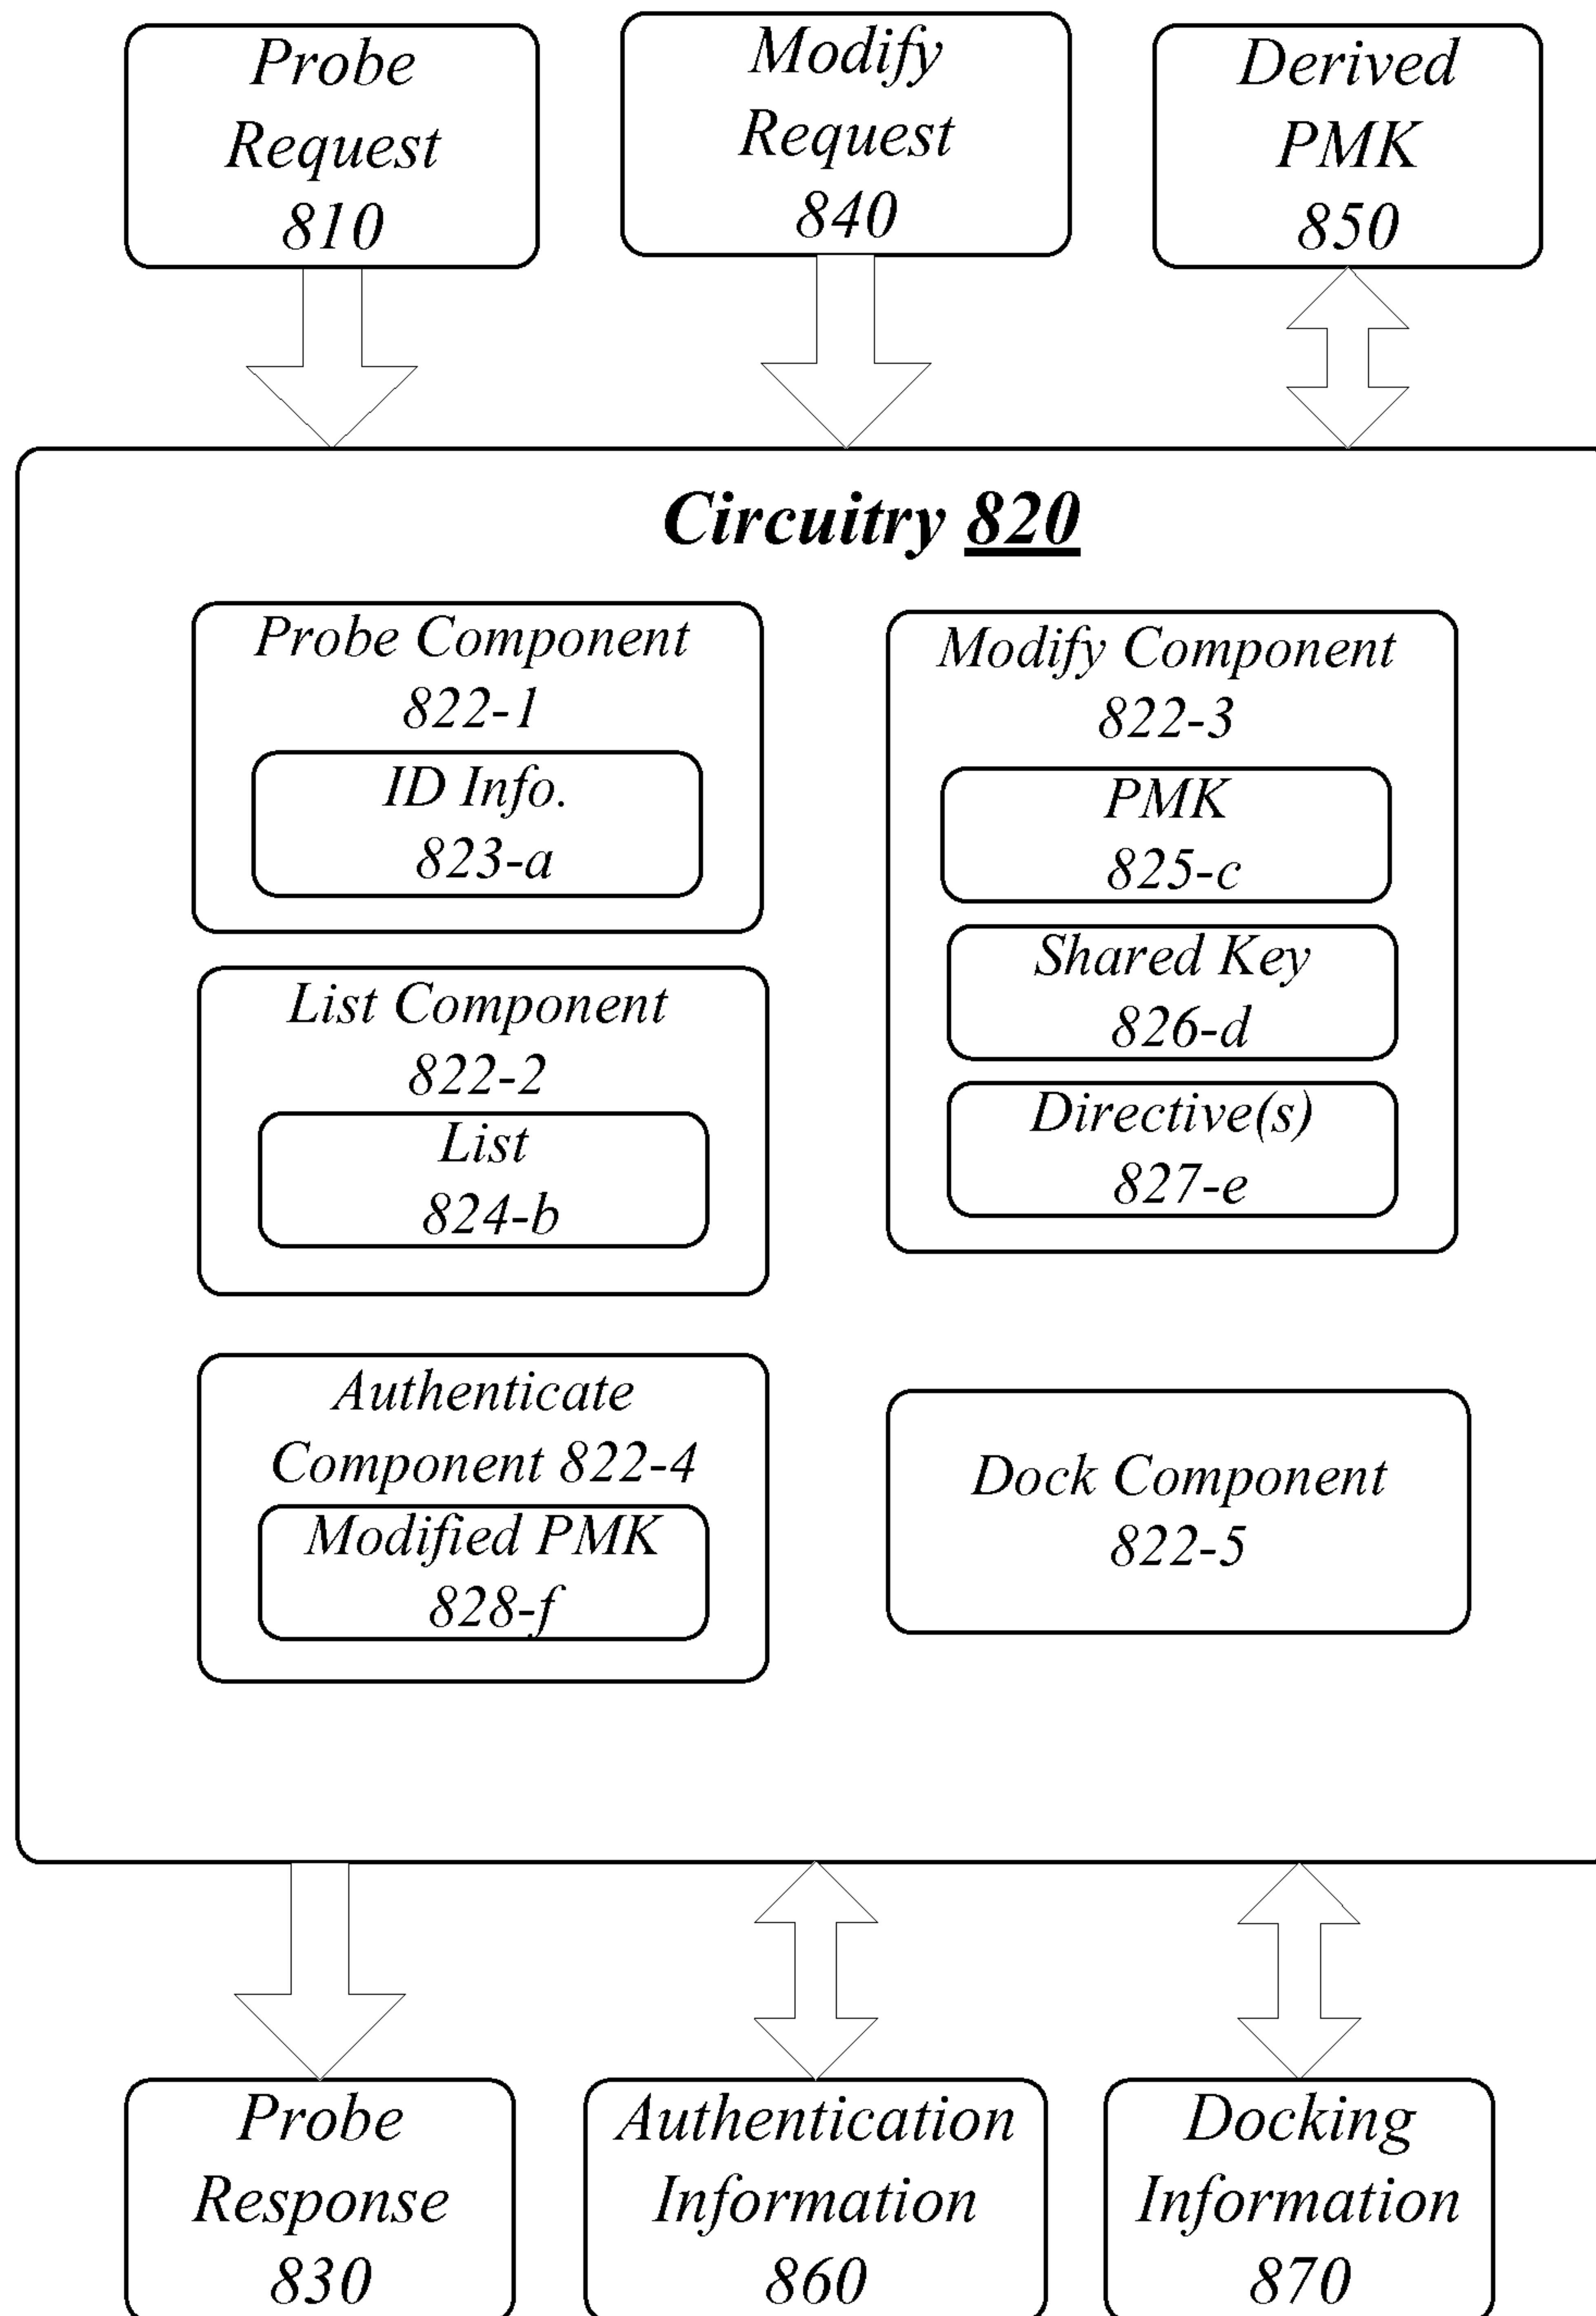 Probe
Request
810
Modify
Request
840
Derived
PMK
850
Circuitry 820
Probe Component
822-1
ID Info.
823-a
List Component
822-2
List
824-b
Modify Component
822-3
PMK
825-c
Shared Key
826-d
Directive(s)
827-e
Authenticate
Component 822-4
Modified PMK
828-f
Dock Component
822-5
Probe
Response
830
Authentication
Information
860
Docking
Information
870